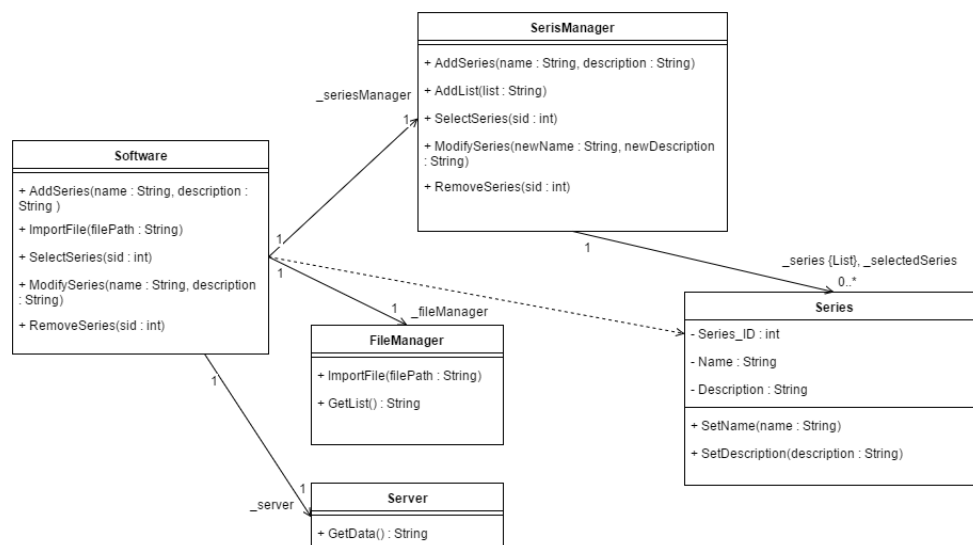 SerisManager
+ AddSeries(name : String, description : String)
+ AddList(list : String)
+ SelectSeries(sid : int)
+ ModifySeries(newName : String, newDescription
: String)
+ RemoveSeries(sid : int)
_seriesManager
1
Software
+ AddSeries(name : String, description :
String )
+ ImportFile(filePath : String)
+ SelectSeries(sid : int)
+ ModifySeries(name : String, description
: String)
+ RemoveSeries(sid : int)
1
1
1
1
_series {List}, _selectedSeries
0..*
1
_fileManager
FileManager
+ ImportFile(filePath : String)
+ GetList() : String
Series
- Series_ID : int
- Name : String
- Description : String
+ SetName(name : String)
+ SetDescription(description : String)
1
_server
Server
+ GetData() : String